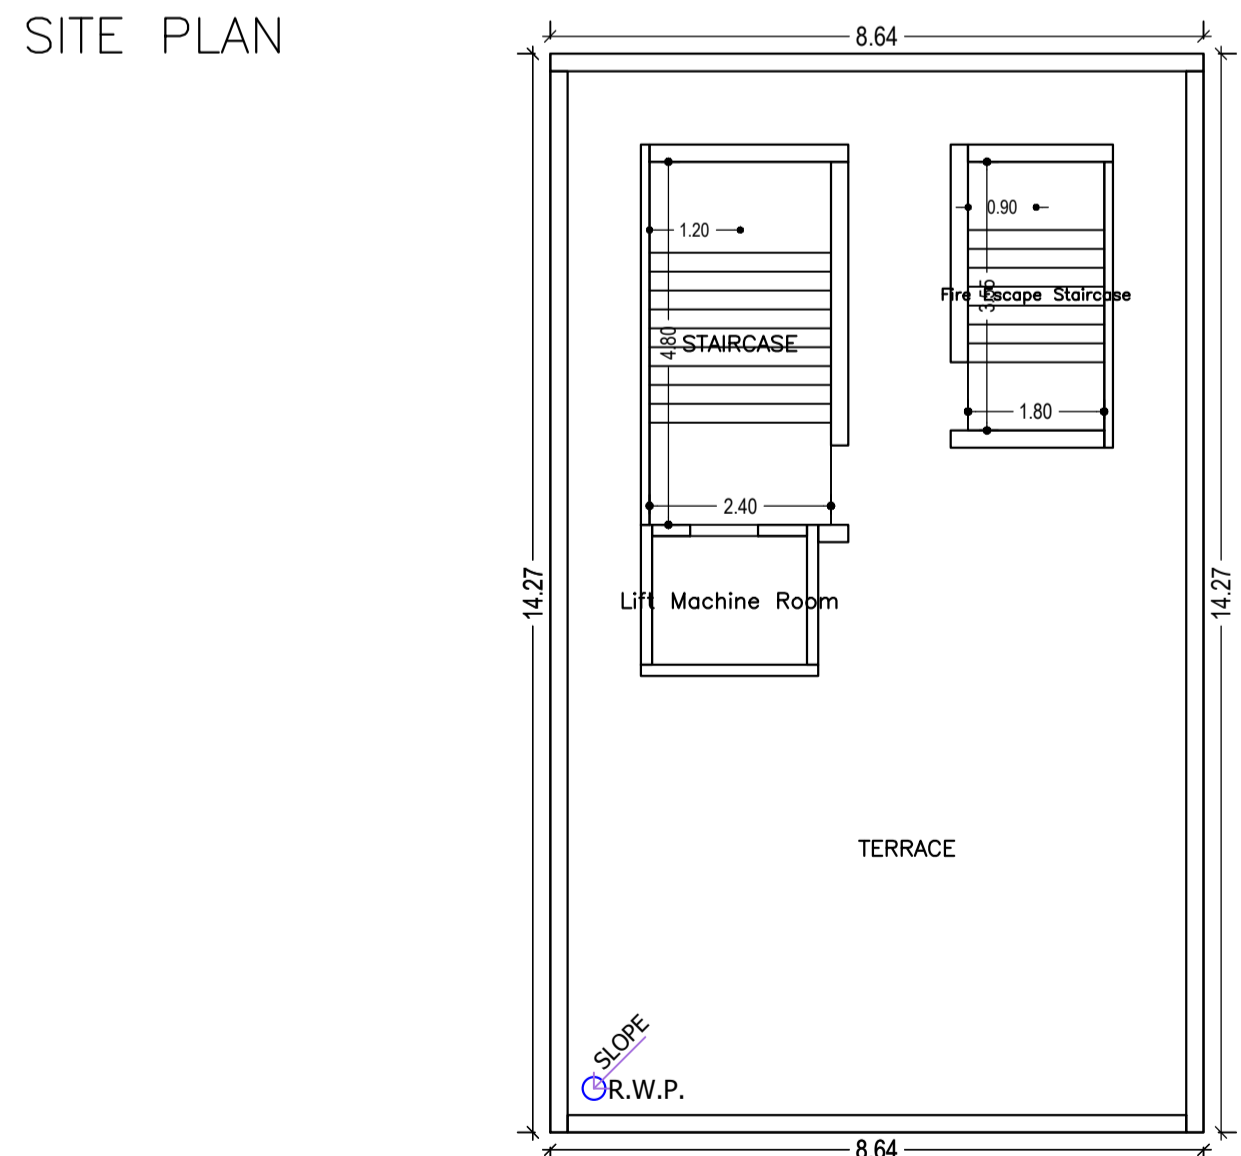 SITE PLAN
8.64
1.20
0.90
Fire Escape Staircase
4.80
STAIRCASE
1.80
2.40
14.27
14.27
Lift Machine Room
TERRACE
SLOPE
R.W.P.
8.64